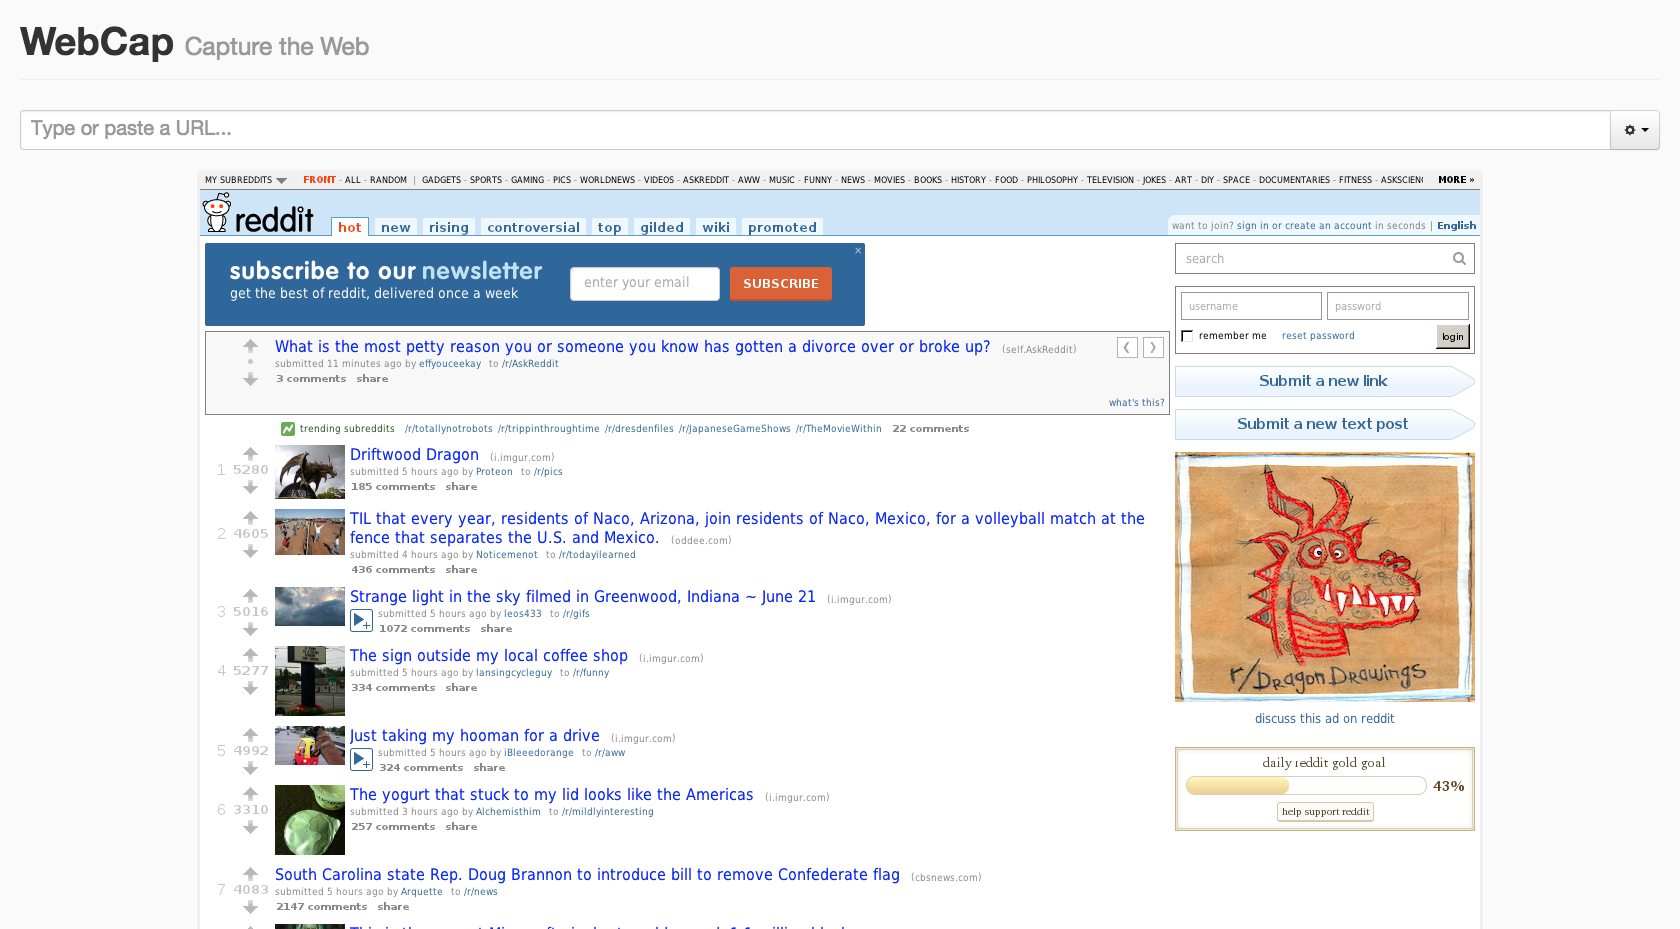 WebCap Capture the Web
Type or paste a URL...
MY SUBREDDITS FRONT - ALL - RANDOM | GADGETS - SPORTS - GAMING - PICS - WORLDNEWS - VIDEOS - ASKREDDIT - AWW - MUSIC - FUNNY - NEWS - MOVIES - BOOKS - HISTORY - FOOD - PHILOSOPHY - TELEVISION - JOKES - ART - DIY - SPACE - DOCUMENTARIES - FITNESS - ASKSCIENC MORE »
reddit hot new rising controversial top gilded wiki promoted
want to join? sign in or create an account in seconds | English
subscribe to our newsletter
get the best of reddit, delivered once a week
enter your email
SUBSCRIBE
×
What is the most petty reason you or someone you know has gotten a divorce over or broke up? (self.AskReddit)
submitted 11 minutes ago by effyouceekay to /r/AskReddit
3 comments share
what's this?
trending subreddits /r/totallynotrobots /r/trippinthroughtime /r/dresdenfiles /r/JapaneseGameShows /r/TheMovieWithin 22 comments
1 5280
Driftwood Dragon (i.imgur.com)
submitted 5 hours ago by Proteon to /r/pics
185 comments share
2 4605
TIL that every year, residents of Naco, Arizona, join residents of Naco, Mexico, for a volleyball match at the
fence that separates the U.S. and Mexico. (oddee.com)
submitted 4 hours ago by Noticemenot to /r/todayilearned
436 comments share
3 5016
Strange light in the sky filmed in Greenwood, Indiana ~ June 21 (i.imgur.com)
submitted 5 hours ago by leos433 to /r/gifs
1072 comments share
4 5277
The sign outside my local coffee shop (i.imgur.com)
submitted 5 hours ago by lansingcycleguy to /r/funny
334 comments share
5 4992
Just taking my hooman for a drive (i.imgur.com)
submitted 5 hours ago by iBleeedorange to /r/aww
324 comments share
6 3310
The yogurt that stuck to my lid looks like the Americas (i.imgur.com)
submitted 3 hours ago by Alchemisthim to /r/mildlyinteresting
257 comments share
7 4083
South Carolina state Rep. Doug Brannon to introduce bill to remove Confederate flag (cbsnews.com)
submitted 5 hours ago by Arquette to /r/news
2147 comments share
search
username password
remember me reset password login
Submit a new link
Submit a new text post
r/Dragon Drawings
discuss this ad on reddit
daily reddit gold goal
43%
help support reddit